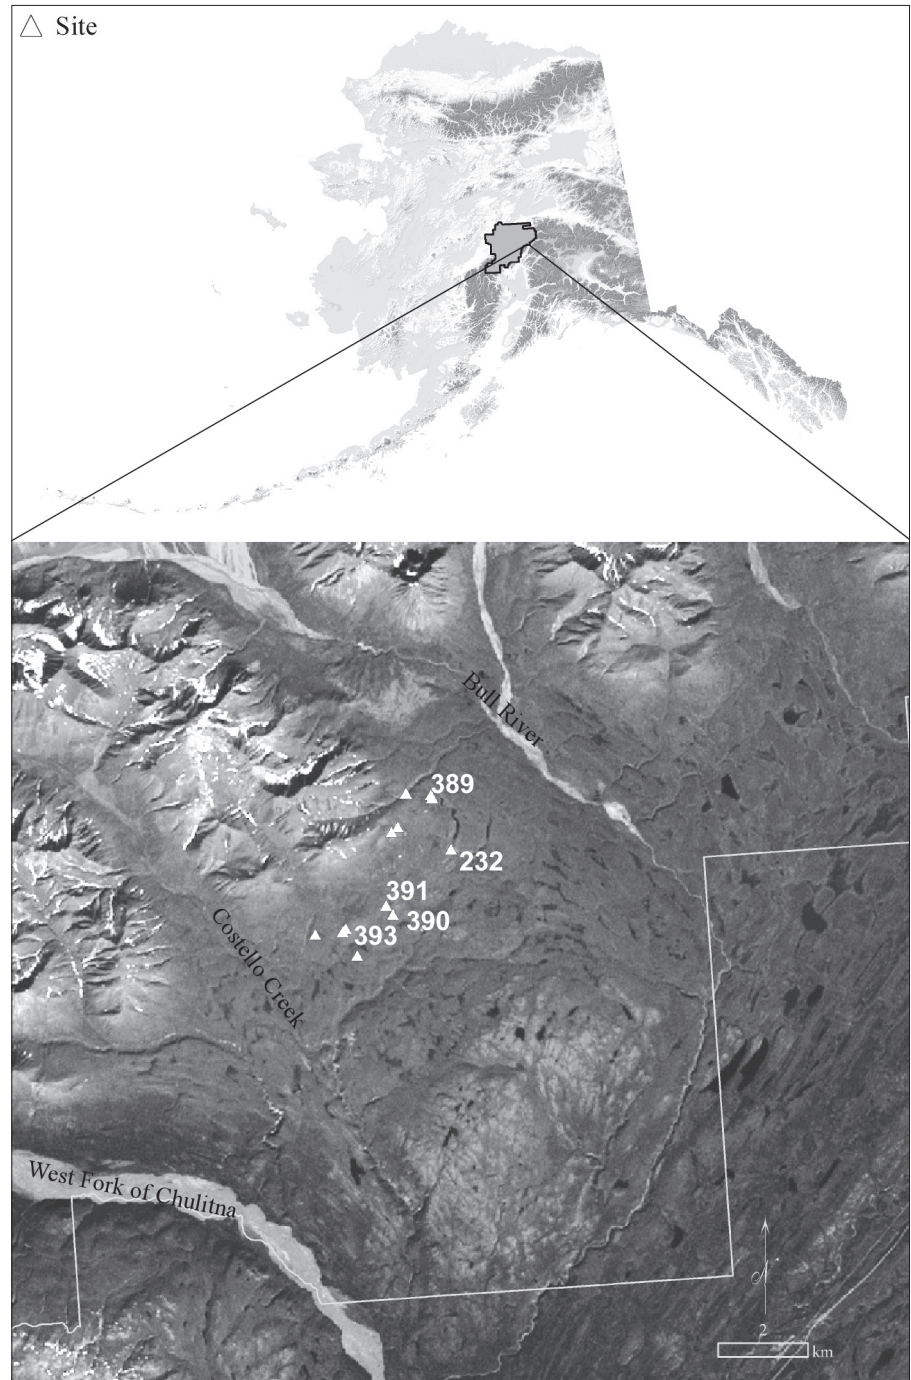 △ Site
Bull River
389
232
391
390
393
Costello Creek
West Fork of Chulitna
N
2
km